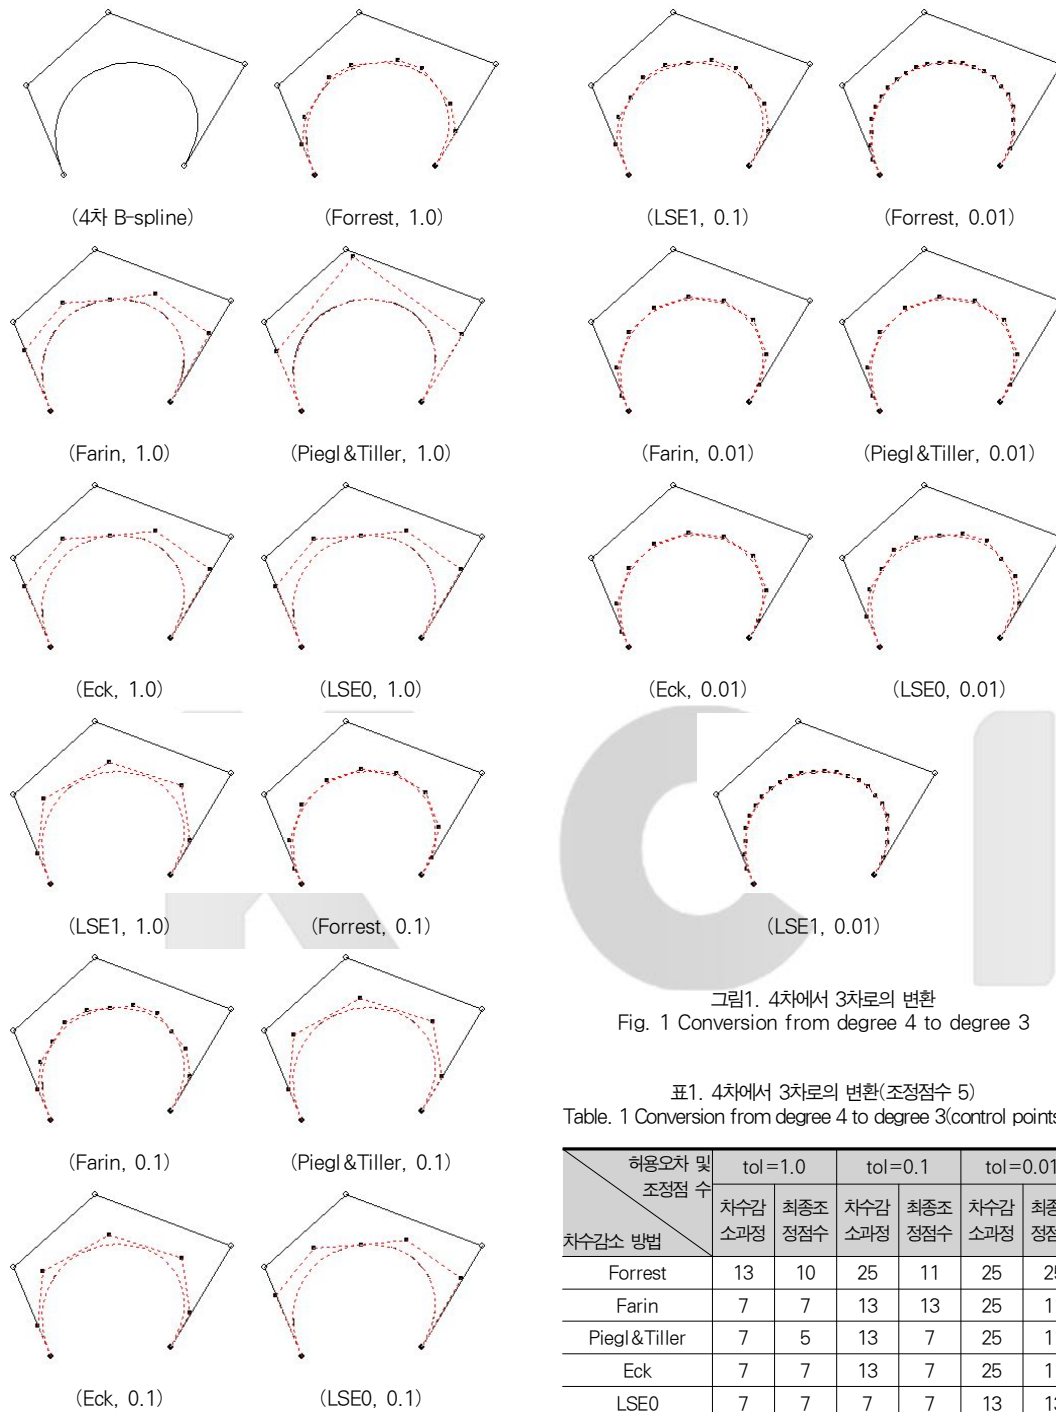 (4차 B-spline)
(Forrest, 1.0)
(Farin, 1.0)
(Piegl&Tiller, 1.0)
(Eck, 1.0)
(LSE0, 1.0)
(LSE1, 1.0)
(Forrest, 0.1)
(Farin, 0.1)
(Piegl&Tiller, 0.1)
(Eck, 0.1)
(LSE0, 0.1)
(LSE1, 0.1)
(Forrest, 0.01)
(Farin, 0.01)
(Piegl&Tiller, 0.01)
(Eck, 0.01)
(LSE0, 0.01)
(LSE1, 0.01)
그림1. 4차에서 3차로의 변환
Fig. 1 Conversion from degree 4 to degree 3
표1. 4차에서 3차로의 변환(조정점수 5)
Table. 1 Conversion from degree 4 to degree 3(control points
허용오차 및 조정점 수
차수감소 방법
tol=1.0 tol=0.1 tol=0.01
차수감소과정 최종조정점수 차수감소과정 최종조정점수 차수감소과정
Forrest 13 10 25 11 25
Farin 7 7 13 13 25
Piegl&Tiller 7 5 13 7 25
Eck 7 7 13 7 25
LSE0 7 7 7 7 13